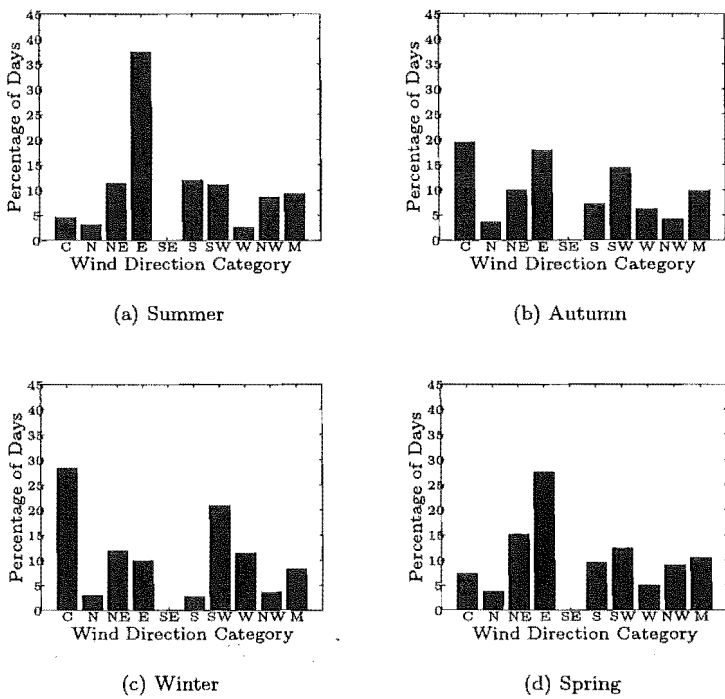 45
40
35
30
25
20
15
10
5
0
Percentage of Days
C N NE E SE S SW W NW M
Wind Direction Category
(a) Summer
45
40
35
30
25
20
15
10
5
0
Percentage of Days
C N NE E SE S SW W NW M
Wind Direction Category
(b) Autumn
45
40
35
30
25
20
15
10
5
0
Percentage of Days
C N NE E SE S SW W NW M
Wind Direction Category
(c) Winter
45
40
35
30
25
20
15
10
5
0
Percentage of Days
C N NE E SE S SW W NW M
Wind Direction Category
(d) Spring